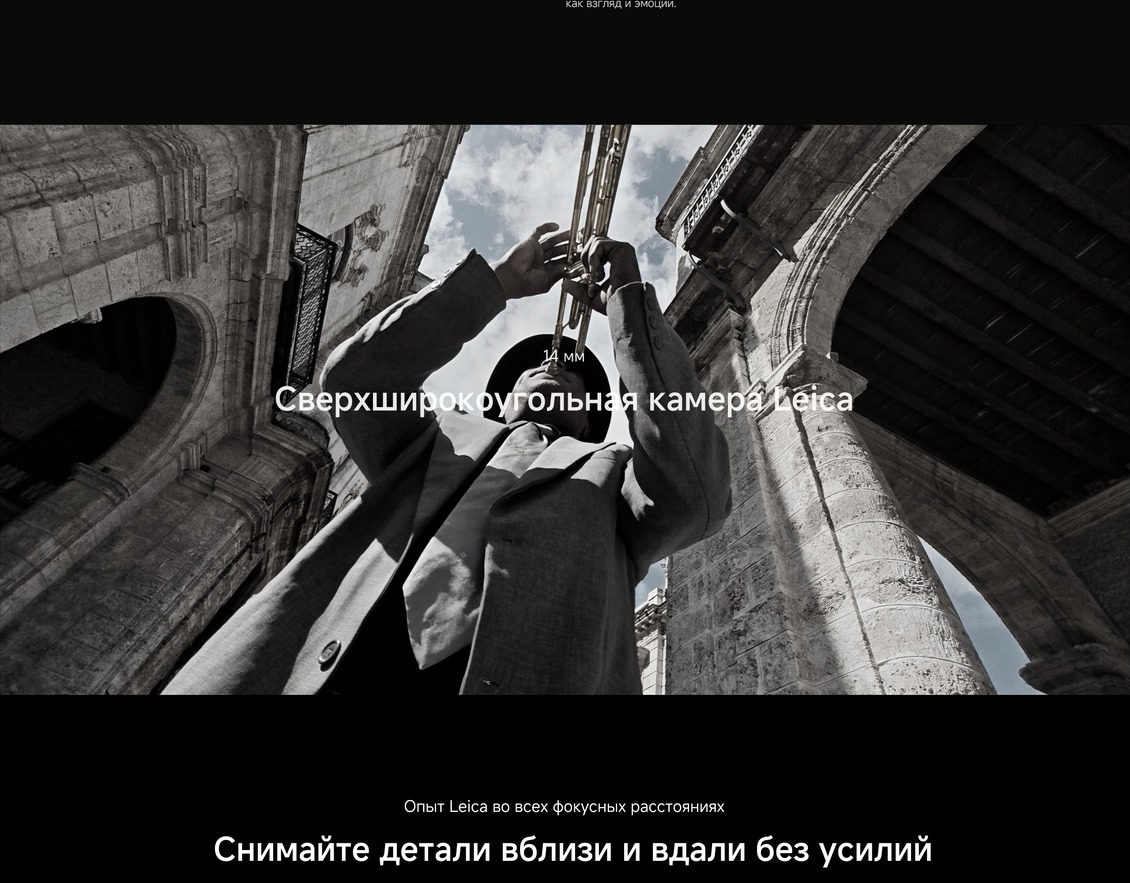 как взгляд и эмоции.
14 мм
Сверхширокоугольная камера Leica
Опыт Leica во всех фокусных расстояниях
Снимайте детали вблизи и вдали без усилий